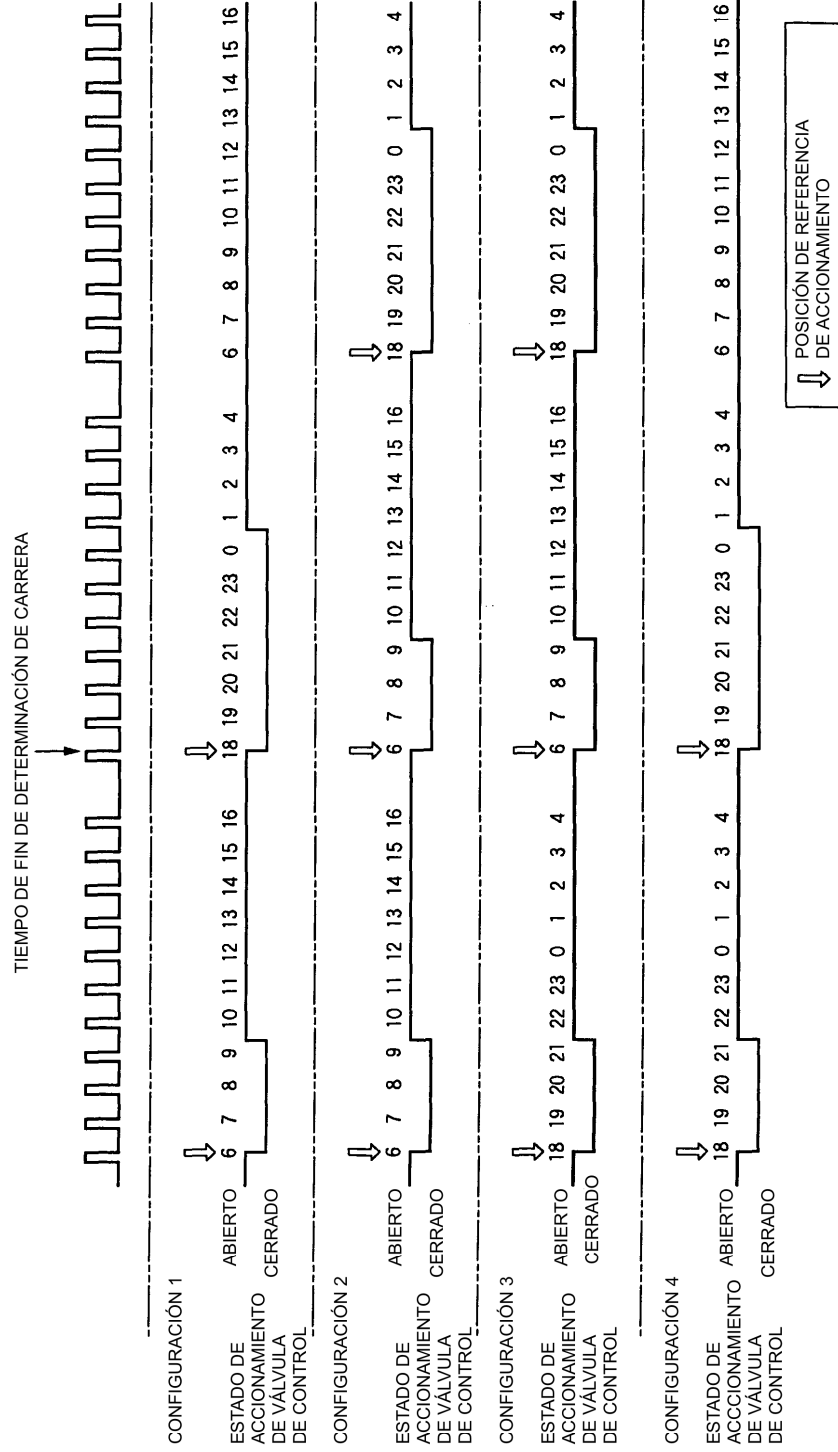 TIEMPO DE FIN DE DETERMINACIÓN DE CARRERA
CONFIGURACIÓN 1
6 7 8 9 10 11 12 13 14 15 16 18 19 20 21 22 23 0 1 2 3 4 6 7 8 9 10 11 12 13 14 15 16
ESTADO DE
ACCIONAMIENTO
DE VÁLVULA
DE CONTROL
ABIERTO
CERRADO
CONFIGURACIÓN 2
6 7 8 9 10 11 12 13 14 15 16 6 7 8 9 10 11 12 13 14 15 16 18 19 20 21 22 23 0 1 2 3 4
ESTADO DE
ACCIONAMIENTO
DE VÁLVULA
DE CONTROL
ABIERTO
CERRADO
CONFIGURACIÓN 3
18 19 20 21 22 23 0 1 2 3 4 6 7 8 9 10 11 12 13 14 15 16 18 19 20 21 22 23 0 1 2 3 4
ESTADO DE
ACCIONAMIENTO
DE VÁLVULA
DE CONTROL
ABIERTO
CERRADO
CONFIGURACIÓN 4
18 19 20 21 22 23 0 1 2 3 4 18 19 20 21 22 23 0 1 2 3 4 6 7 8 9 10 11 12 13 14 15 16
ESTADO DE
ACCCIONAMIENTO
DE VÁLVULA
DE CONTROL
ABIERTO
CERRADO
POSICIÓN DE REFERENCIA
DE ACCIONAMIENTO